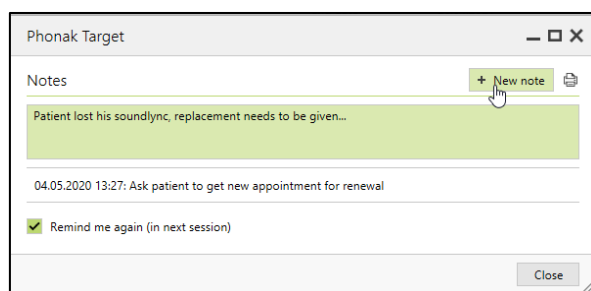 Phonak Target
Notes
+ New note
Patient lost his soundlync, replacement needs to be given...
04.05.2020 13:27: Ask patient to get new appointment for renewal
Remind me again (in next session)
Close